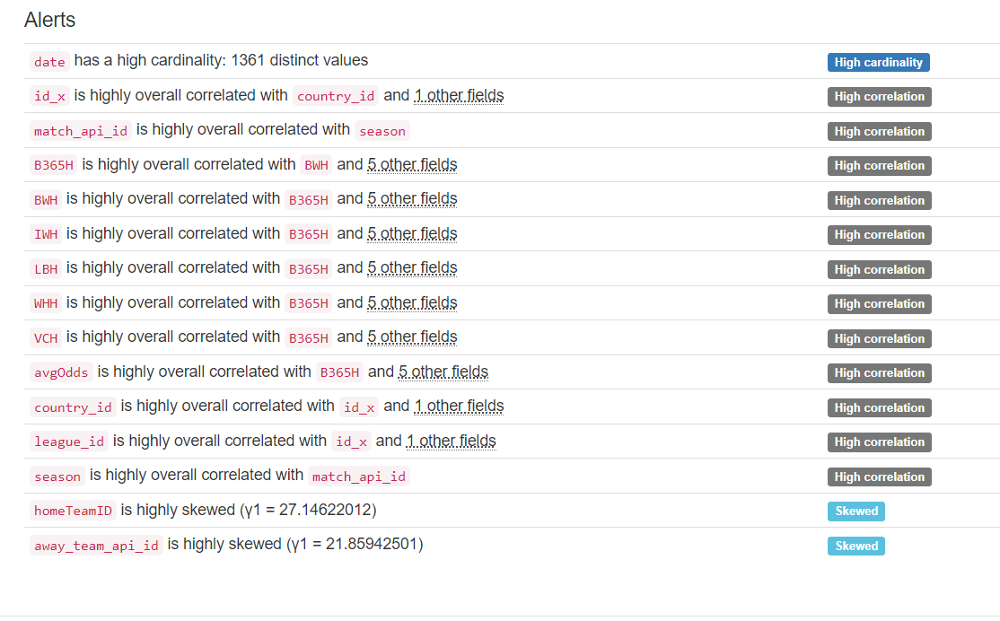 Alerts
date has a high cardinality: 1361 distinct values High cardinality
id_x is highly overall correlated with country_id and 1 other fields High correlation
match_api_id is highly overall correlated with season High correlation
B365H is highly overall correlated with BWH and 5 other fields High correlation
BWH is highly overall correlated with B365H and 5 other fields High correlation
IWH is highly overall correlated with B365H and 5 other fields High correlation
LBH is highly overall correlated with B365H and 5 other fields High correlation
WHH is highly overall correlated with B365H and 5 other fields High correlation
VCH is highly overall correlated with B365H and 5 other fields High correlation
avgOdds is highly overall correlated with B365H and 5 other fields High correlation
country_id is highly overall correlated with id_x and 1 other fields High correlation
league_id is highly overall correlated with id_x and 1 other fields High correlation
season is highly overall correlated with match_api_id High correlation
homeTeamID is highly skewed (γ1 = 27.14622012) Skewed
away_team_api_id is highly skewed (γ1 = 21.85942501) Skewed